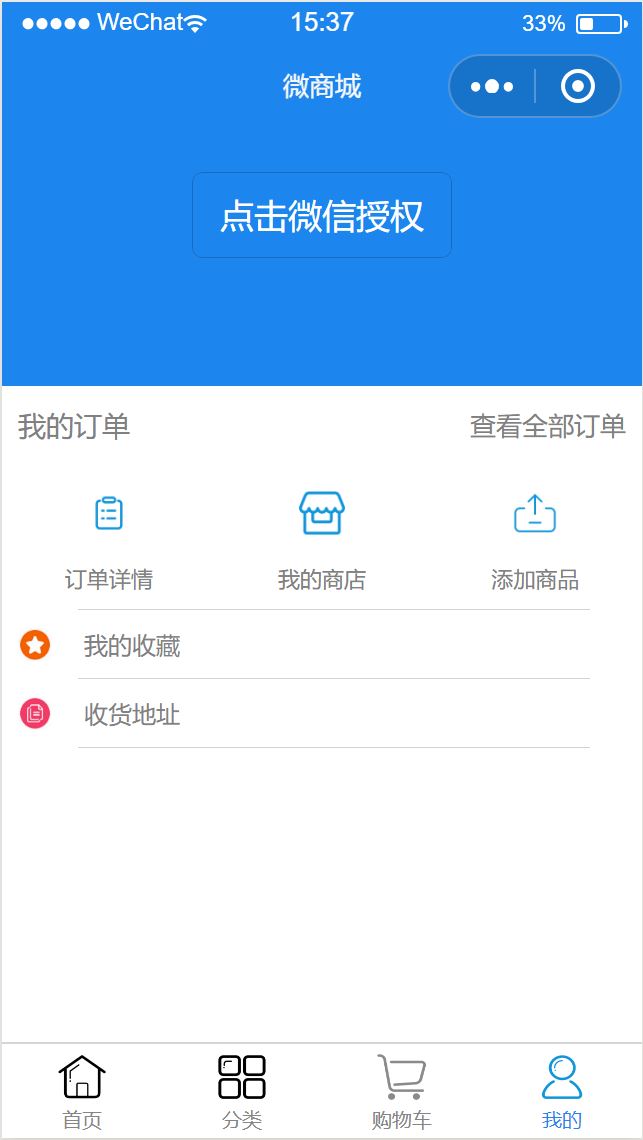 WeChat 15:37 33%
微商城
点击微信授权
我的订单 查看全部订单
订单详情 我的商店 添加商品
我的收藏
收货地址
首页 分类 购物车 我的